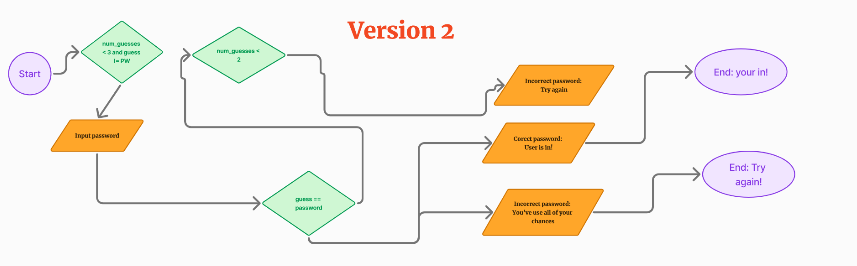 Version 2
Start
num_guesses
< 3 and guess
!= PW
num_guesses <
2
Incorrect password:
Try again
End: your in!
Input password
Corect password:
User is in!
guess ==
password
End: Try
again!
Incorrect password:
You've use all of your
chances